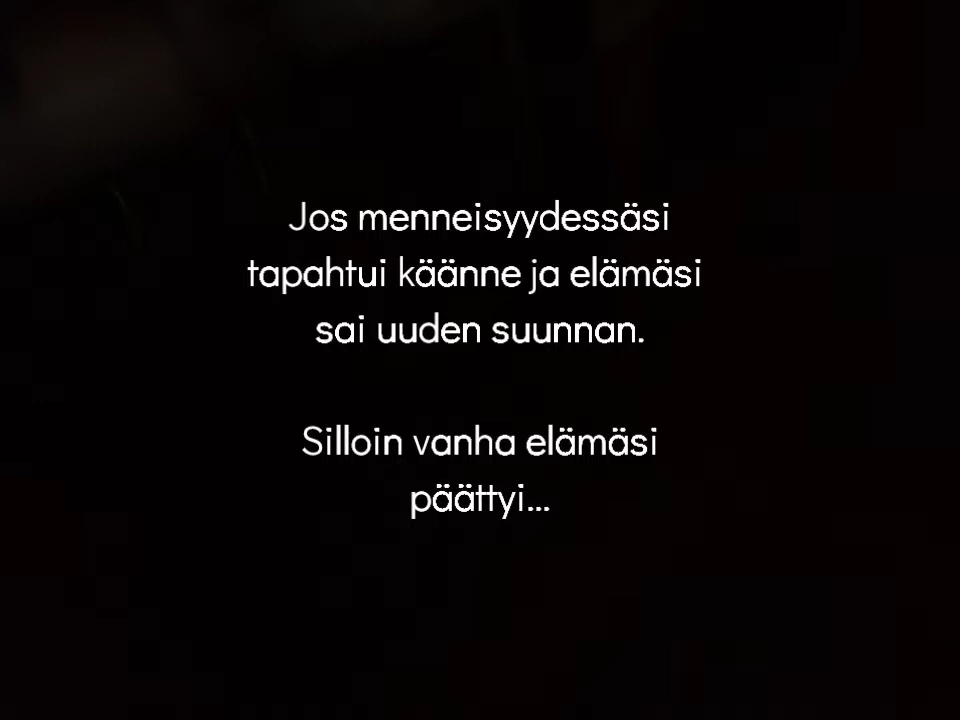 Jos menneisyydessäsi
tapahtui käänne ja elämäsi
sai uuden suunnan.
Silloin vanha elämäsi
päättyi...